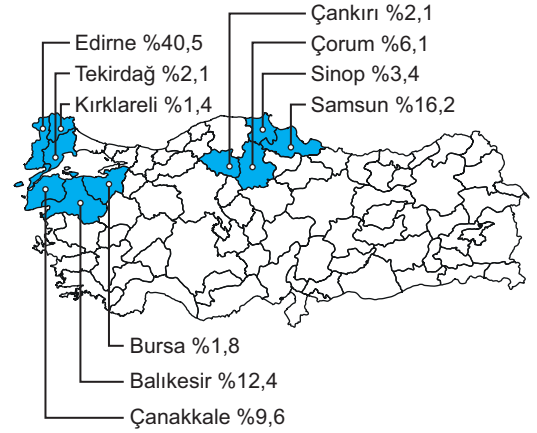 Edirne %40,5
Tekirdağ %2,1
Kırklareli %1,4
Çankırı %2,1
Çorum %6,1
Sinop %3,4
Samsun %16,2
Bursa %1,8
Balıkesir %12,4
Çanakkale %9,6